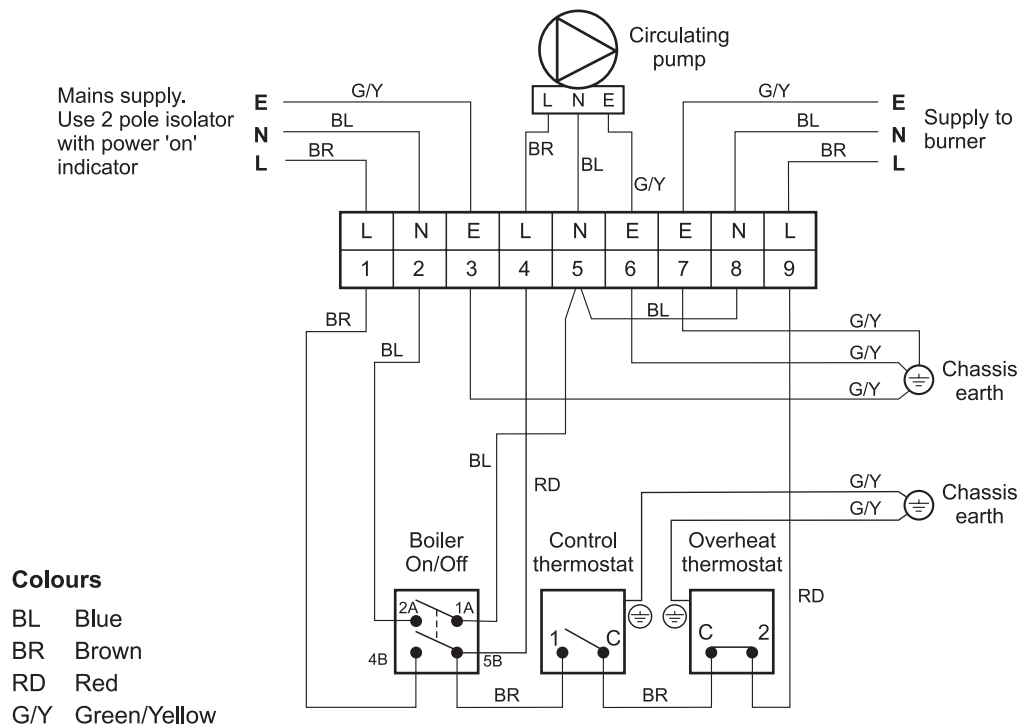 Circulating
pump
L N E
Mains supply.
Use 2 pole isolator
with power 'on'
indicator
E
N
L
G/Y
BL
BR
BR
BL
G/Y
G/Y
BL
BR
E
N
L
Supply to
burner
L N E L N E E N L
1 2 3 4 5 6 7 8 9
BR
BL
BL
G/Y
G/Y
G/Y
Chassis
earth
BL
RD
G/Y
G/Y
Chassis
earth
Boiler
On/Off
Control
thermostat
Overheat
thermostat
RD
2A 1A
4B 5B
1 C
C 2
BR
BR
Colours
BL Blue
BR Brown
RD Red
G/Y Green/Yellow